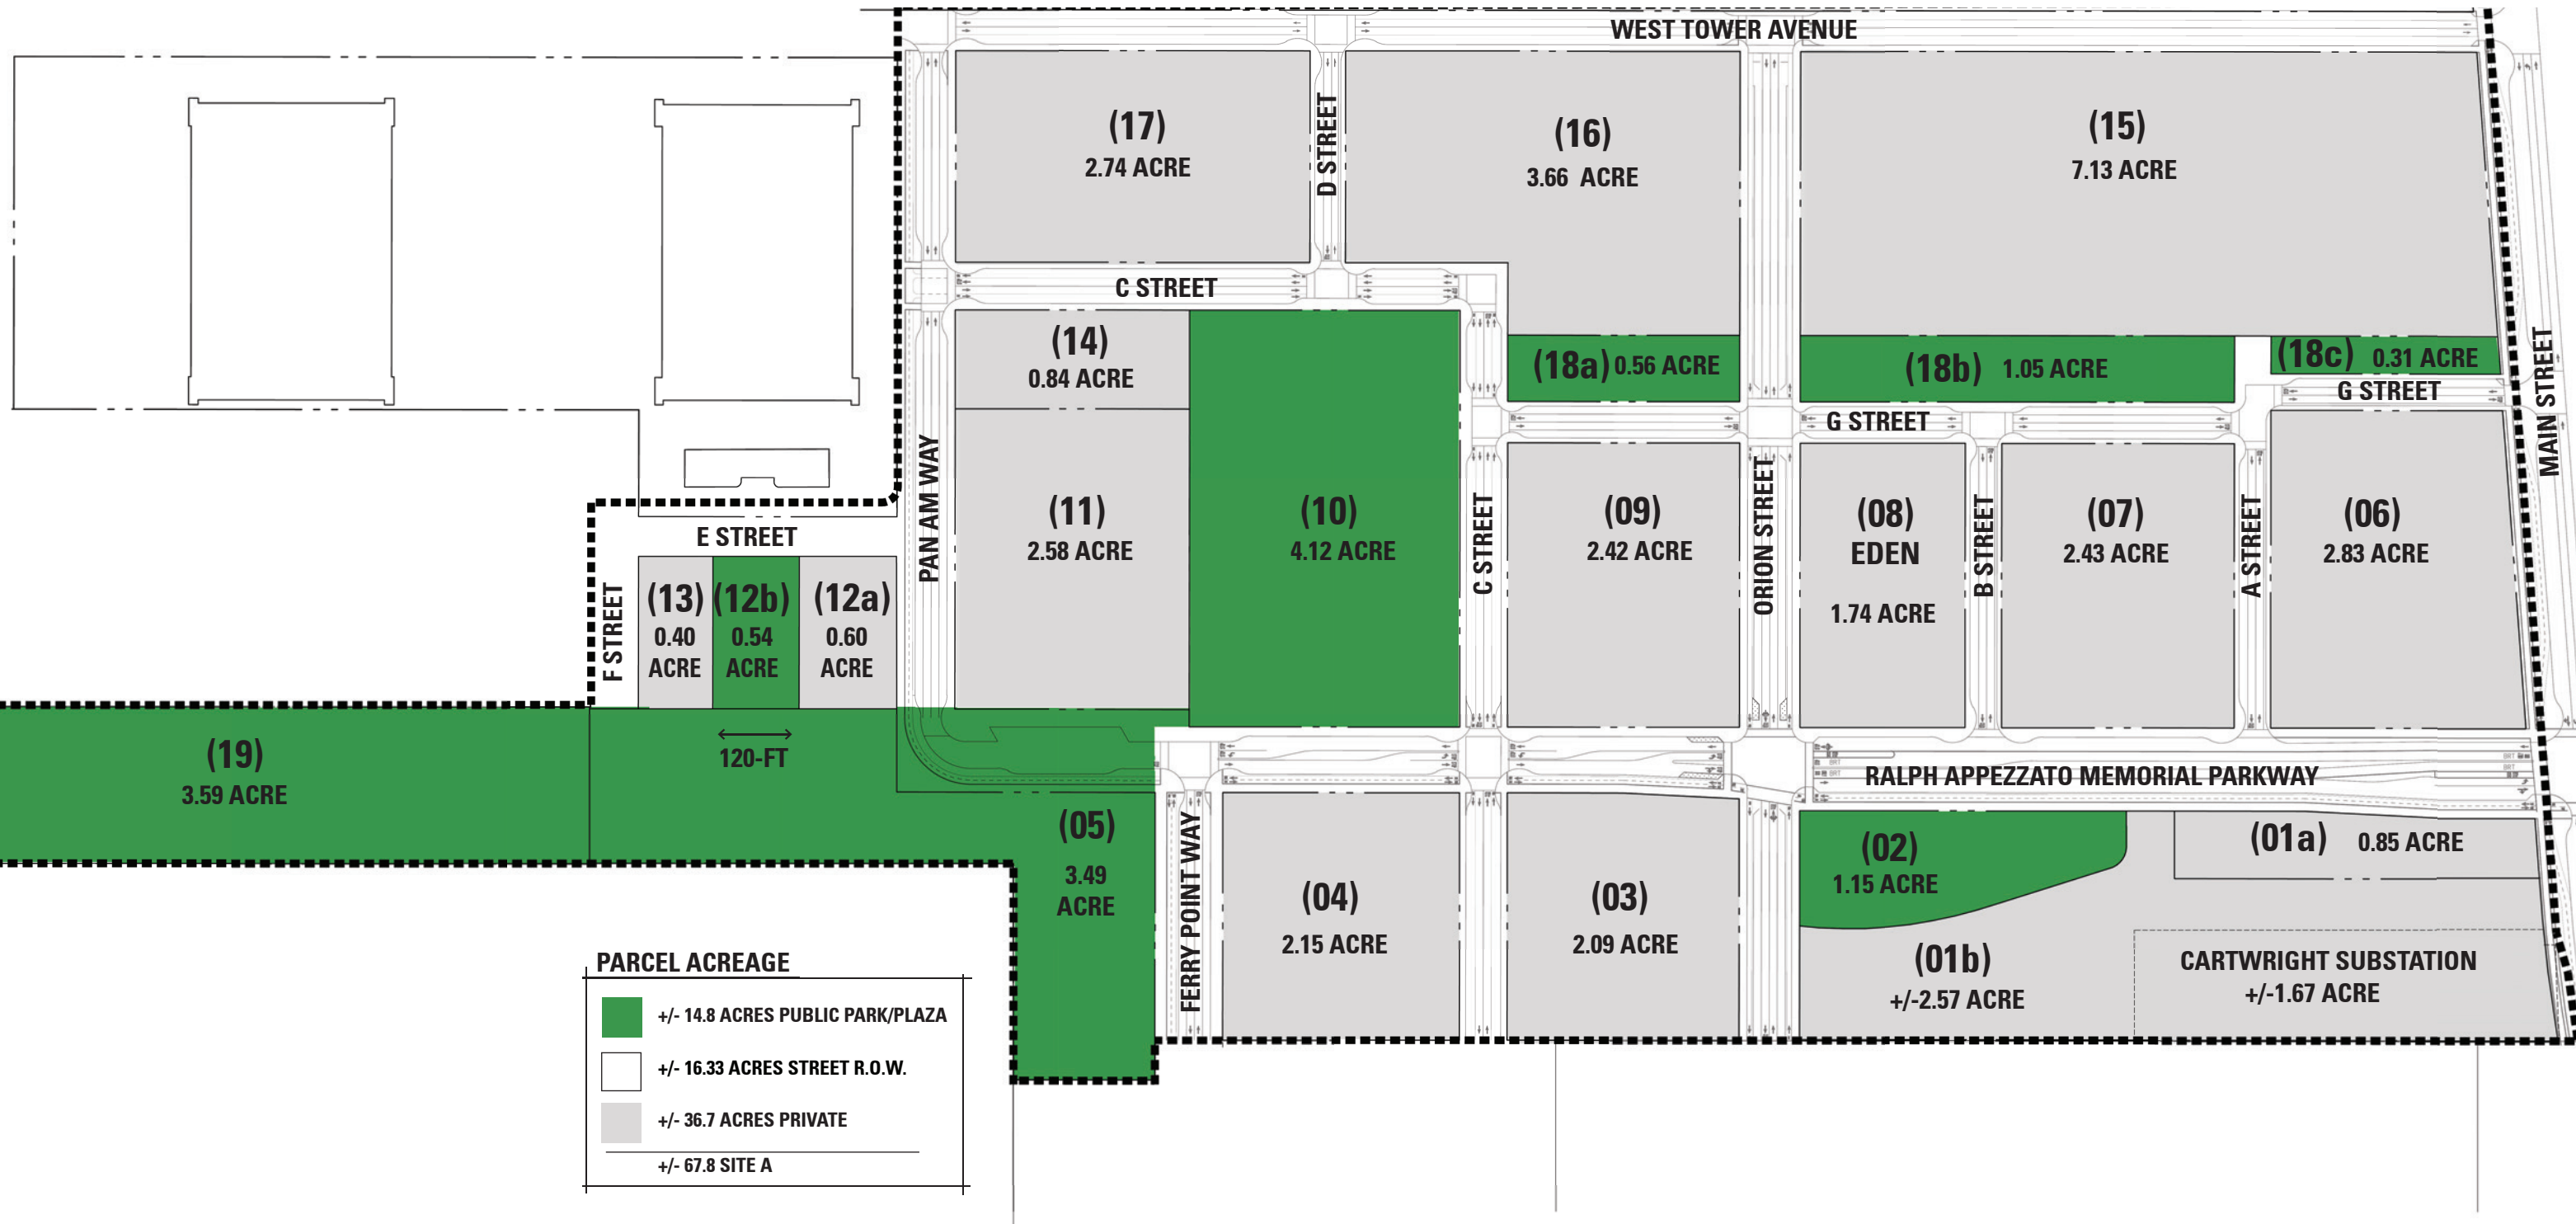 WEST TOWER AVENUE
(17)
2.74 ACRE
D STREET
(16)
3.66 ACRE
(15)
7.13 ACRE
C STREET
(14)
0.84 ACRE
(18a) 0.56 ACRE
(18b) 1.05 ACRE
(18c) 0.31 ACRE
G STREET
G STREET
MAIN STREET
PAN AM WAY
(11)
2.58 ACRE
(10)
4.12 ACRE
C STREET
(09)
2.42 ACRE
ORION STREET
(08)
EDEN
1.74 ACRE
B STREET
(07)
2.43 ACRE
A STREET
(06)
2.83 ACRE
E STREET
F STREET
(13)
0.40
ACRE
(12b)
0.54
ACRE
(12a)
0.60
ACRE
120-FT
(19)
3.59 ACRE
(05)
3.49
ACRE
RALPH APPEZZATO MEMORIAL PARKWAY
BRT
BRT
BRT
BRT
FERRY POINT WAY
(04)
2.15 ACRE
(03)
2.09 ACRE
(02)
1.15 ACRE
(01a) 0.85 ACRE
(01b)
+/-2.57 ACRE
CARTWRIGHT SUBSTATION
+/-1.67 ACRE
PARCEL ACREAGE
+/- 14.8 ACRES PUBLIC PARK/PLAZA
+/- 16.33 ACRES STREET R.O.W.
+/- 36.7 ACRES PRIVATE
+/- 67.8 SITE A